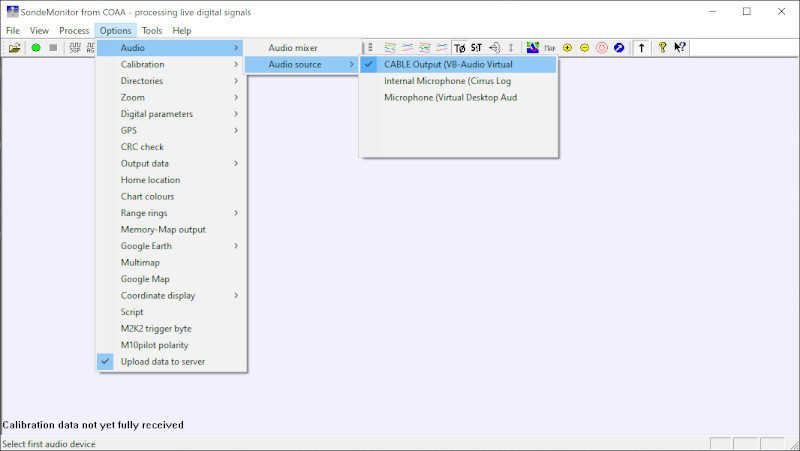 SondeMonitor from COAA - processing live digital signals
File View Process Options Tools Help
Map
Audio
Calibration
Directories
Zoom
Digital parameters
GPS
CRC check
Output data
Home location
Chart colours
Range rings
Memory-Map output
Google Earth
Multimap
Google Map
Coordinate display
Script
M2K2 trigger byte
M10pilot polarity
Upload data to server
Audio mixer
Audio source
CABLE Output (VB-Audio Virtual
Internal Microphone (Cirrus Log
Microphone (Virtual Desktop Aud
Calibration data not yet fully received
Select first audio device